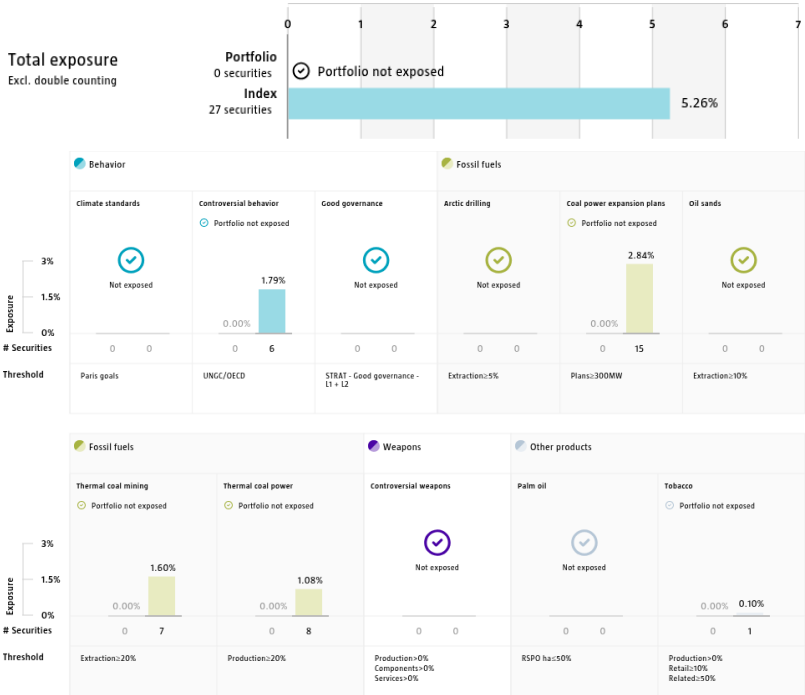 0 1 2 3 4 5 6 7
Total exposure
Excl. double counting
Portfolio
0 securities
Portfolio not exposed
Index
27 securities
5.26%
Behavior
Fossil fuels
Climate standards
Controversial behavior
Good governance
Arctic drilling
Coal power expansion plans
Oil sands
Portfolio not exposed
Portfolio not exposed
Not exposed
Not exposed
Not exposed
Not exposed
Exposure
3%
1.5%
0%
0.00%
1.79%
0.00%
2.84%
# Securities
0 0
0 6
0 0
0 0
0 15
0 0
Threshold
Paris goals
UNGC/OECD
STRAT - Good governance -
L1 + L2
Extraction≥5%
Plans≥300MW
Extraction≥10%
Fossil fuels
Weapons
Other products
Thermal coal mining
Thermal coal power
Controversial weapons
Palm oil
Tobacco
Portfolio not exposed
Portfolio not exposed
Portfolio not exposed
Not exposed
Not exposed
Exposure
3%
1.5%
0%
0.00%
1.60%
0.00%
1.08%
0.00%
0.10%
# Securities
0 7
0 8
0 0
0 0
0 1
Threshold
Extraction≥20%
Production≥20%
Production>0%
Components>0%
Services>0%
RSPO ha≤50%
Production>0%
Retail≥10%
Related≥50%